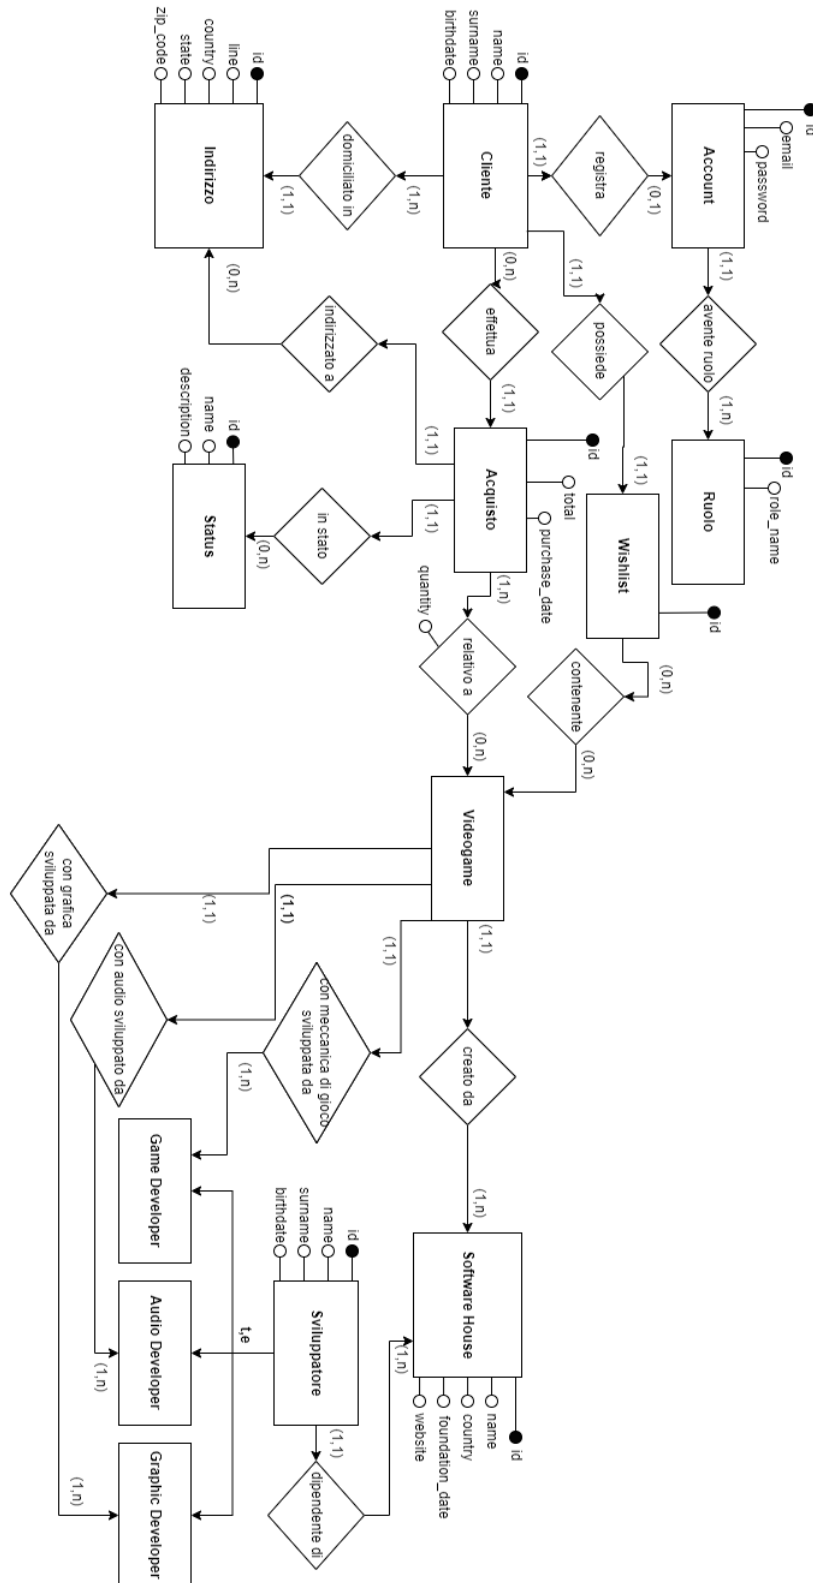 id
email
password
Account
(1,1)
avente ruolo
(1,n)
id
role_name
Ruolo
(0,1)
registra
(1,1)
id
name
surname
birthdate
Cliente
(1,1)
possiede
(1,1)
Wishlist
id
(0,n)
contenente
(0,n)
(0,n)
effettua
(1,1)
id
total
purchase_date
Acquisto
(1,n)
quantity
relativo a
(0,n)
Videogame
(1,1)
creato da
(1,n)
Software House
id
name
country
foundation_date
website
(1,n)
domiciliato in
(1,1)
id
line
country
state
zip_code
Indirizzo
(1,1)
indirizzato a
(0,n)
(1,1)
in stato
(0,n)
id
name
description
Status
(1,1)
con meccanica di gioco
sviluppata da
(1,n)
(1,1)
con audio sviluppato da
(1,n)
(1,1)
con grafica
sviluppata da
(1,n)
id
name
surname
birthdate
Sviluppatore
(1,1)
dipendente di
(1,n)
t,e
Game Developer
Audio Developer
Graphic Developer